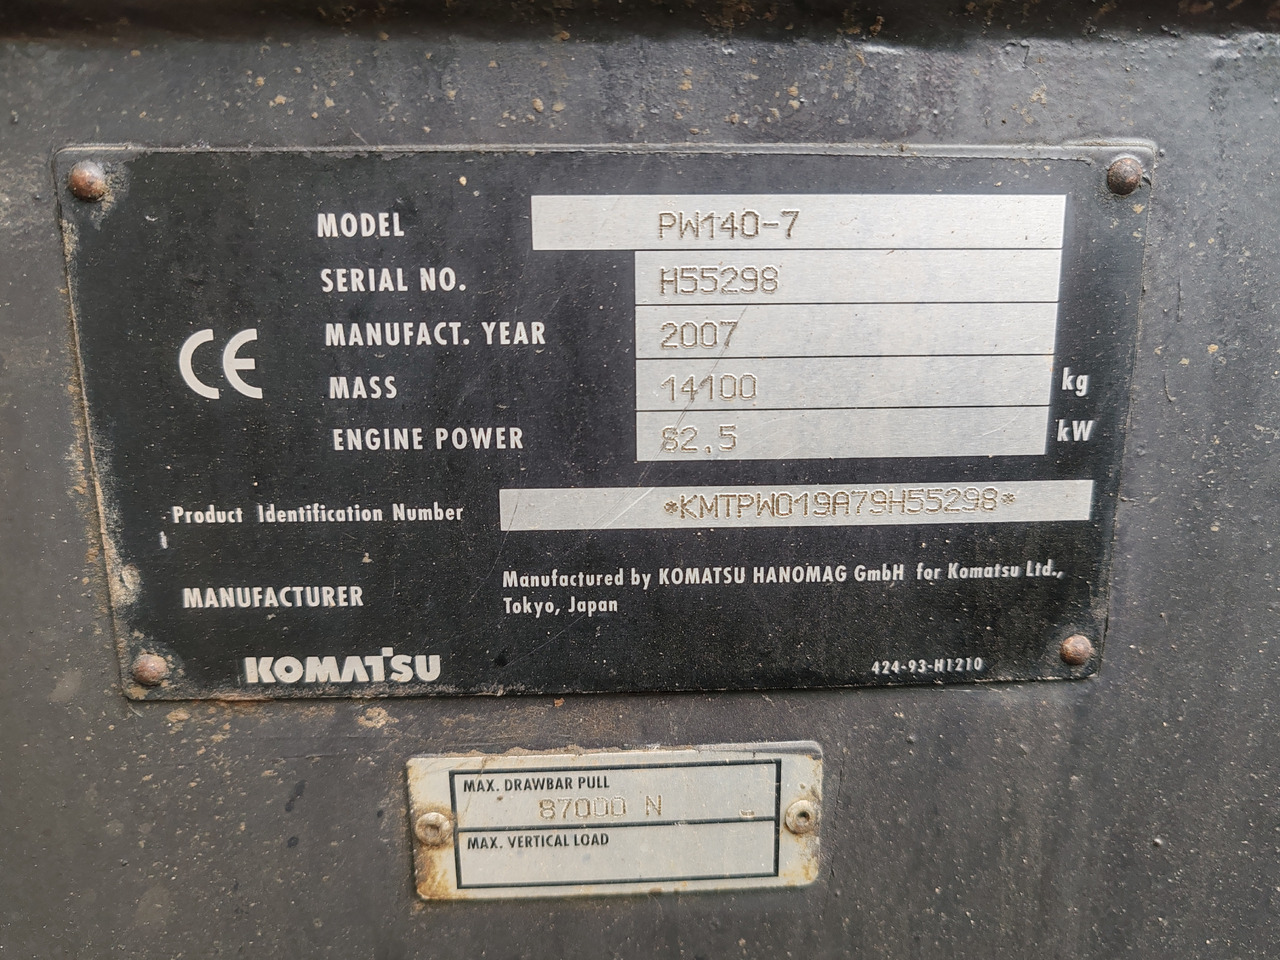 MODEL PW140-7
SERIAL NO. H55298
MANUFACT. YEAR 2007
MASS 14100 kg
ENGINE POWER 82.5 kW
CE
Product Identification Number *KMTPW019A79H55298*
MANUFACTURER Manufactured by KOMATSU HANOMAG GmbH for Komatsu Ltd.,
Tokyo, Japan
KOMATSU 424-93-H1210
MAX. DRAWBAR PULL
87000 N
MAX. VERTICAL LOAD